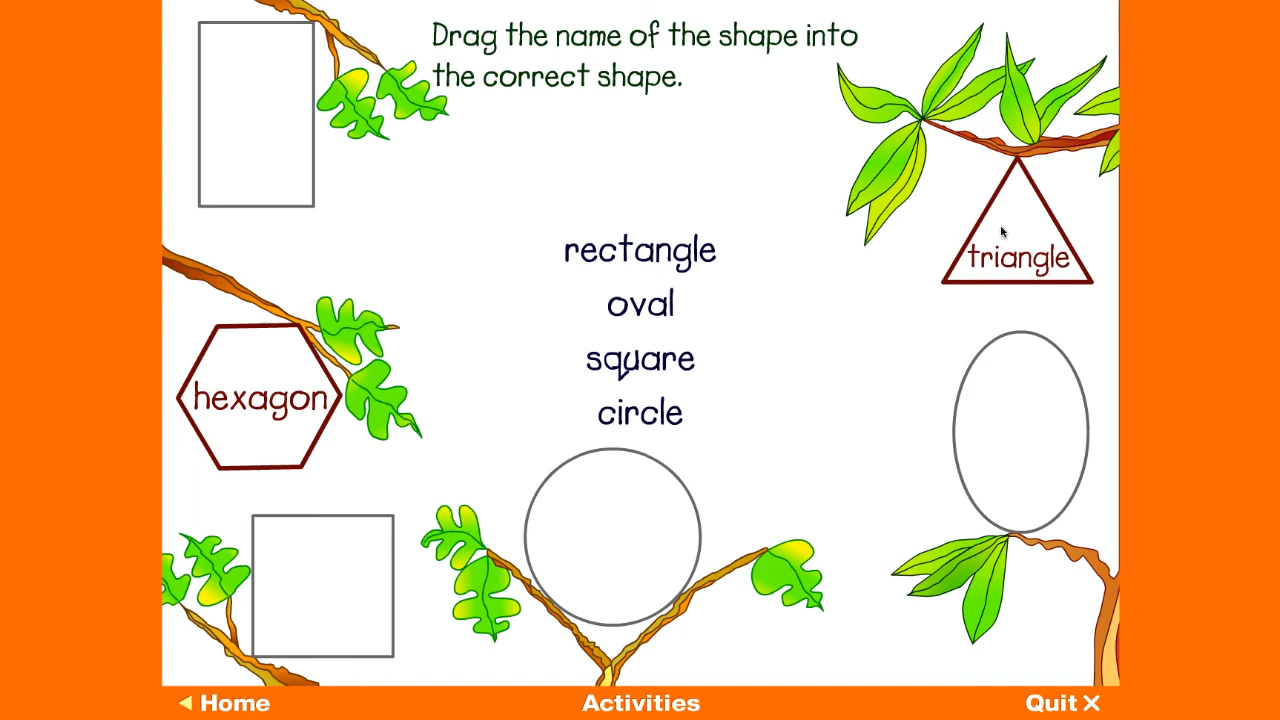 Drag the name of the shape into
the correct shape.
rectangle
triangle
oval
square
hexagon
circle
Home
Activities
Quit